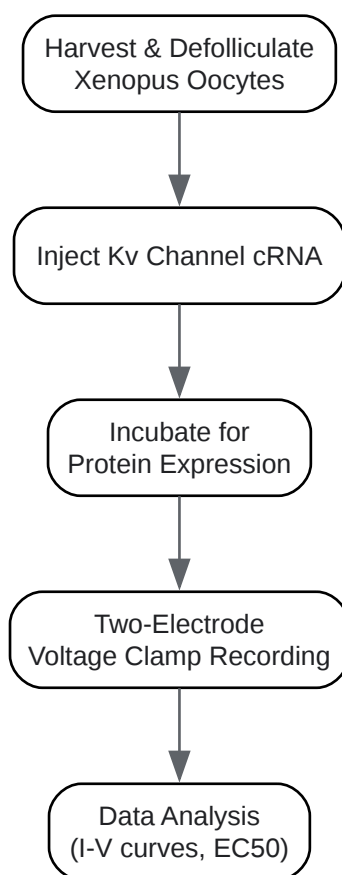 Harvest & Defolliculate
Xenopus Oocytes
Inject Kv Channel cRNA
Incubate for
Protein Expression
Two-Electrode
Voltage Clamp Recording
Data Analysis
(I-V curves, EC50)